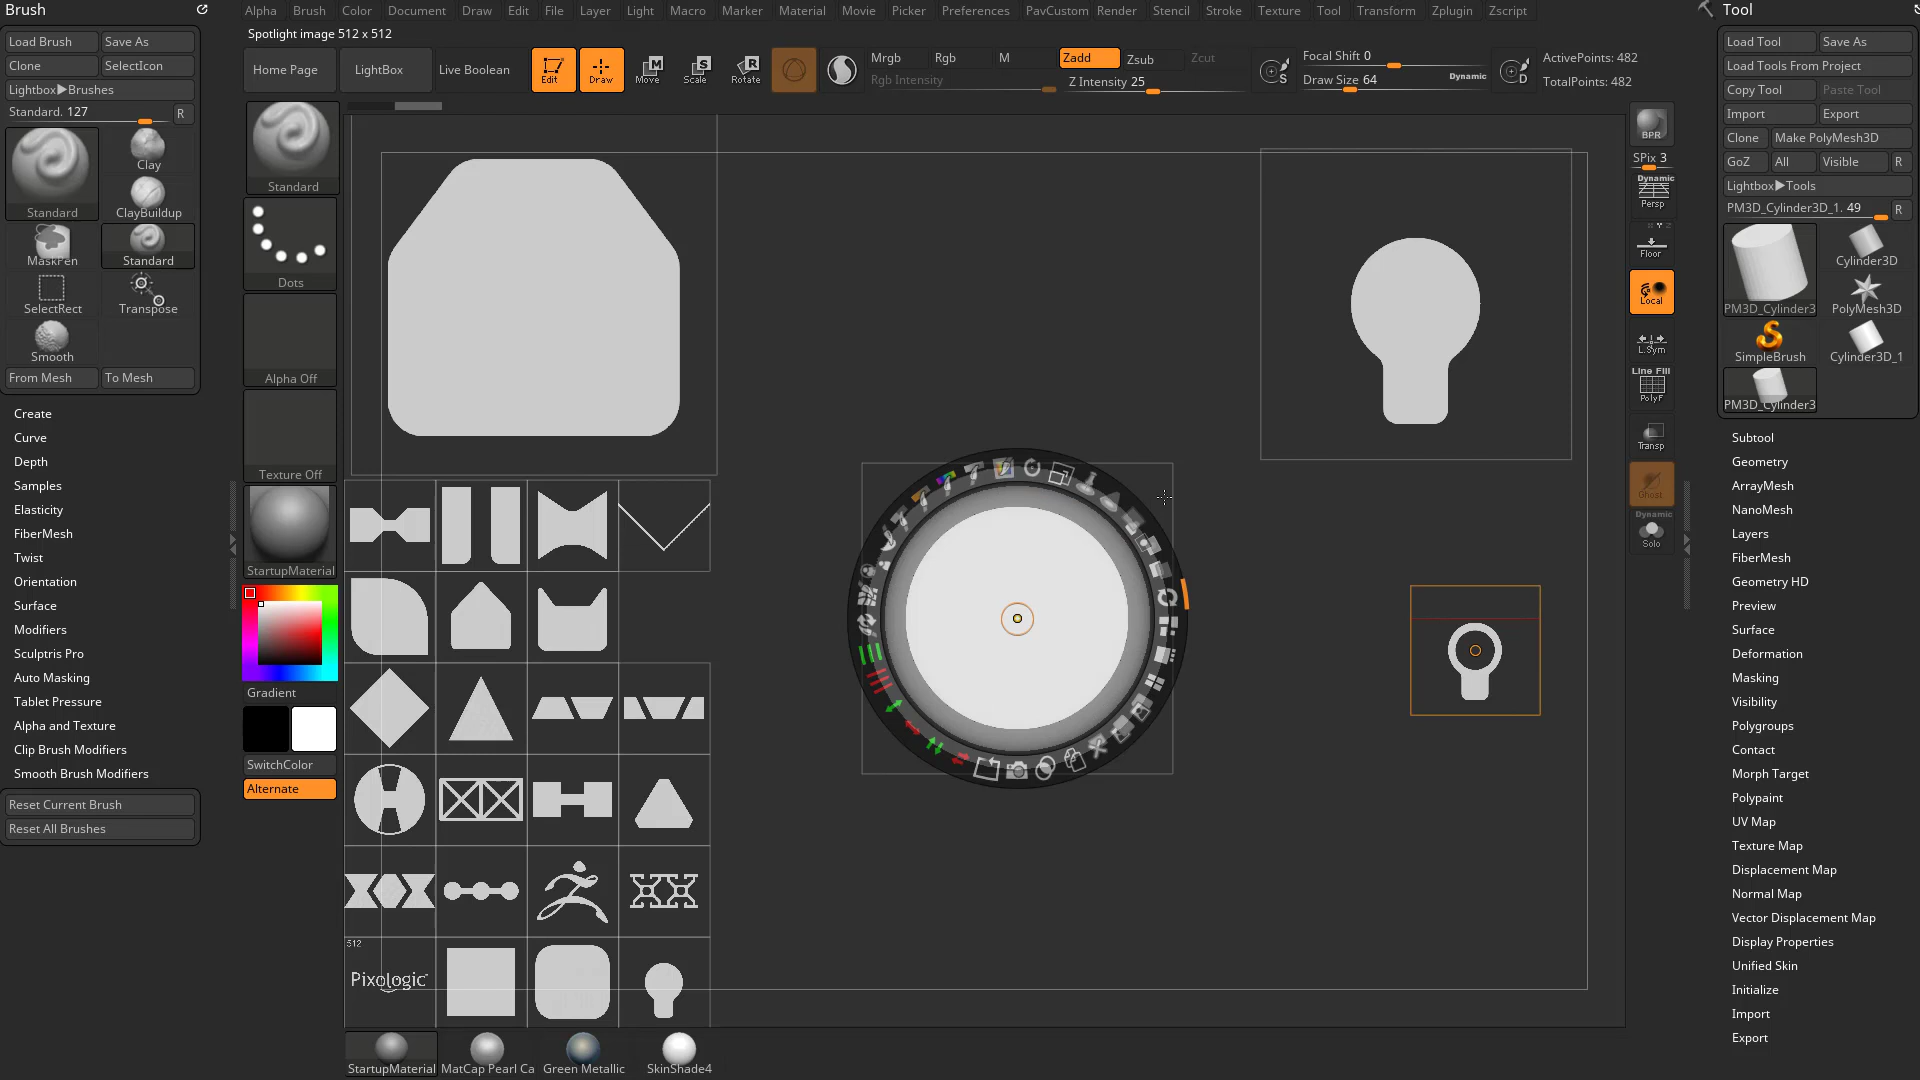 Brush
Load Brush
Save As
Clone
SelectIcon
Lightbox▶Brushes
Standard. 127
R
Standard
Clay
ClayBuildup
MaskPen
Standard
SelectRect
Transpose
Smooth
From Mesh
To Mesh
Create
Curve
Depth
Samples
Elasticity
FiberMesh
Twist
Orientation
Surface
Modifiers
Sculptris Pro
Auto Masking
Tablet Pressure
Alpha and Texture
Clip Brush Modifiers
Smooth Brush Modifiers
Reset Current Brush
Reset All Brushes
Alpha Brush Color Document Draw Edit File Layer Light Macro Marker Material Movie Picker Preferences PavCustom Render Stencil Stroke Texture Tool Transform Zplugin Zscript
Spotlight image 512 x 512
Home Page
LightBox
Live Boolean
Edit
Draw
Move
Scale
Rotate
Mrgb
Rgb
M
Zadd
Zsub
Zcut
Rgb Intensity
Z Intensity 25
Focal Shift 0
Draw Size 64
Dynamic
ActivePoints: 482
TotalPoints: 482
Standard
Dots
Alpha Off
Texture Off
StartupMaterial
Gradient
SwitchColor
Alternate
512
Pixologic
StartupMaterial
MatCap Pearl Ca
Green Metallic
SkinShade4
BPR
SPix 3
Dynamic
Persp
Floor
Local
L.Sym
Line Fill
PolyF
Transp
Ghost
Dynamic
Solo
Tool
Load Tool
Save As
Load Tools From Project
Copy Tool
Paste Tool
Import
Export
Clone
Make PolyMesh3D
GoZ
All
Visible
R
Lightbox▶Tools
PM3D_Cylinder3D_1. 49
R
PM3D_Cylinder3
Cylinder3D
PolyMesh3D
SimpleBrush
Cylinder3D_1
PM3D_Cylinder3
Subtool
Geometry
ArrayMesh
NanoMesh
Layers
FiberMesh
Geometry HD
Preview
Surface
Deformation
Masking
Visibility
Polygroups
Contact
Morph Target
Polypaint
UV Map
Texture Map
Displacement Map
Normal Map
Vector Displacement Map
Display Properties
Unified Skin
Initialize
Import
Export